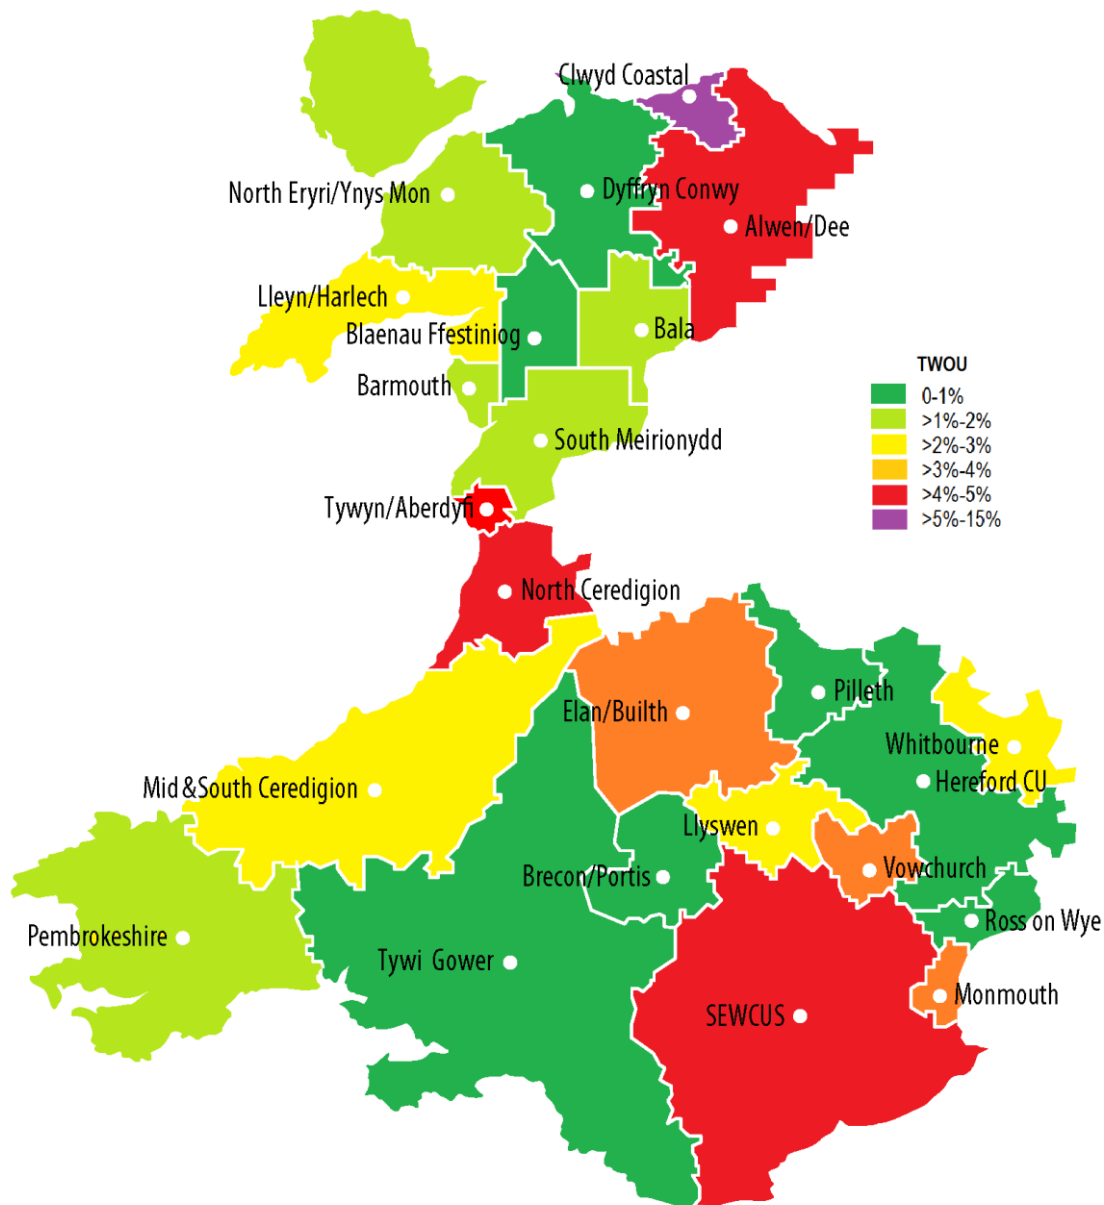 Clwyd Coastal
North Eryri/Ynys Mon
Dyffryn Conwy
Alwen/Dee
Lleyn/Harlech
Blaenau Ffestiniog
Bala
Barmouth
South Meirionydd
Tywyn/Aberdyfi
North Ceredigion
TWOU
0-1%
>1%-2%
>2%-3%
>3%-4%
>4%-5%
>5%-15%
Elan/Builth
Pilleth
Whitbourne
Hereford CU
Mid &South Ceredigion
Llyswen
Vowchurch
Brecon/Portis
Ross on Wye
Pembrokeshire
Tywi Gower
Monmouth
SEWCUS